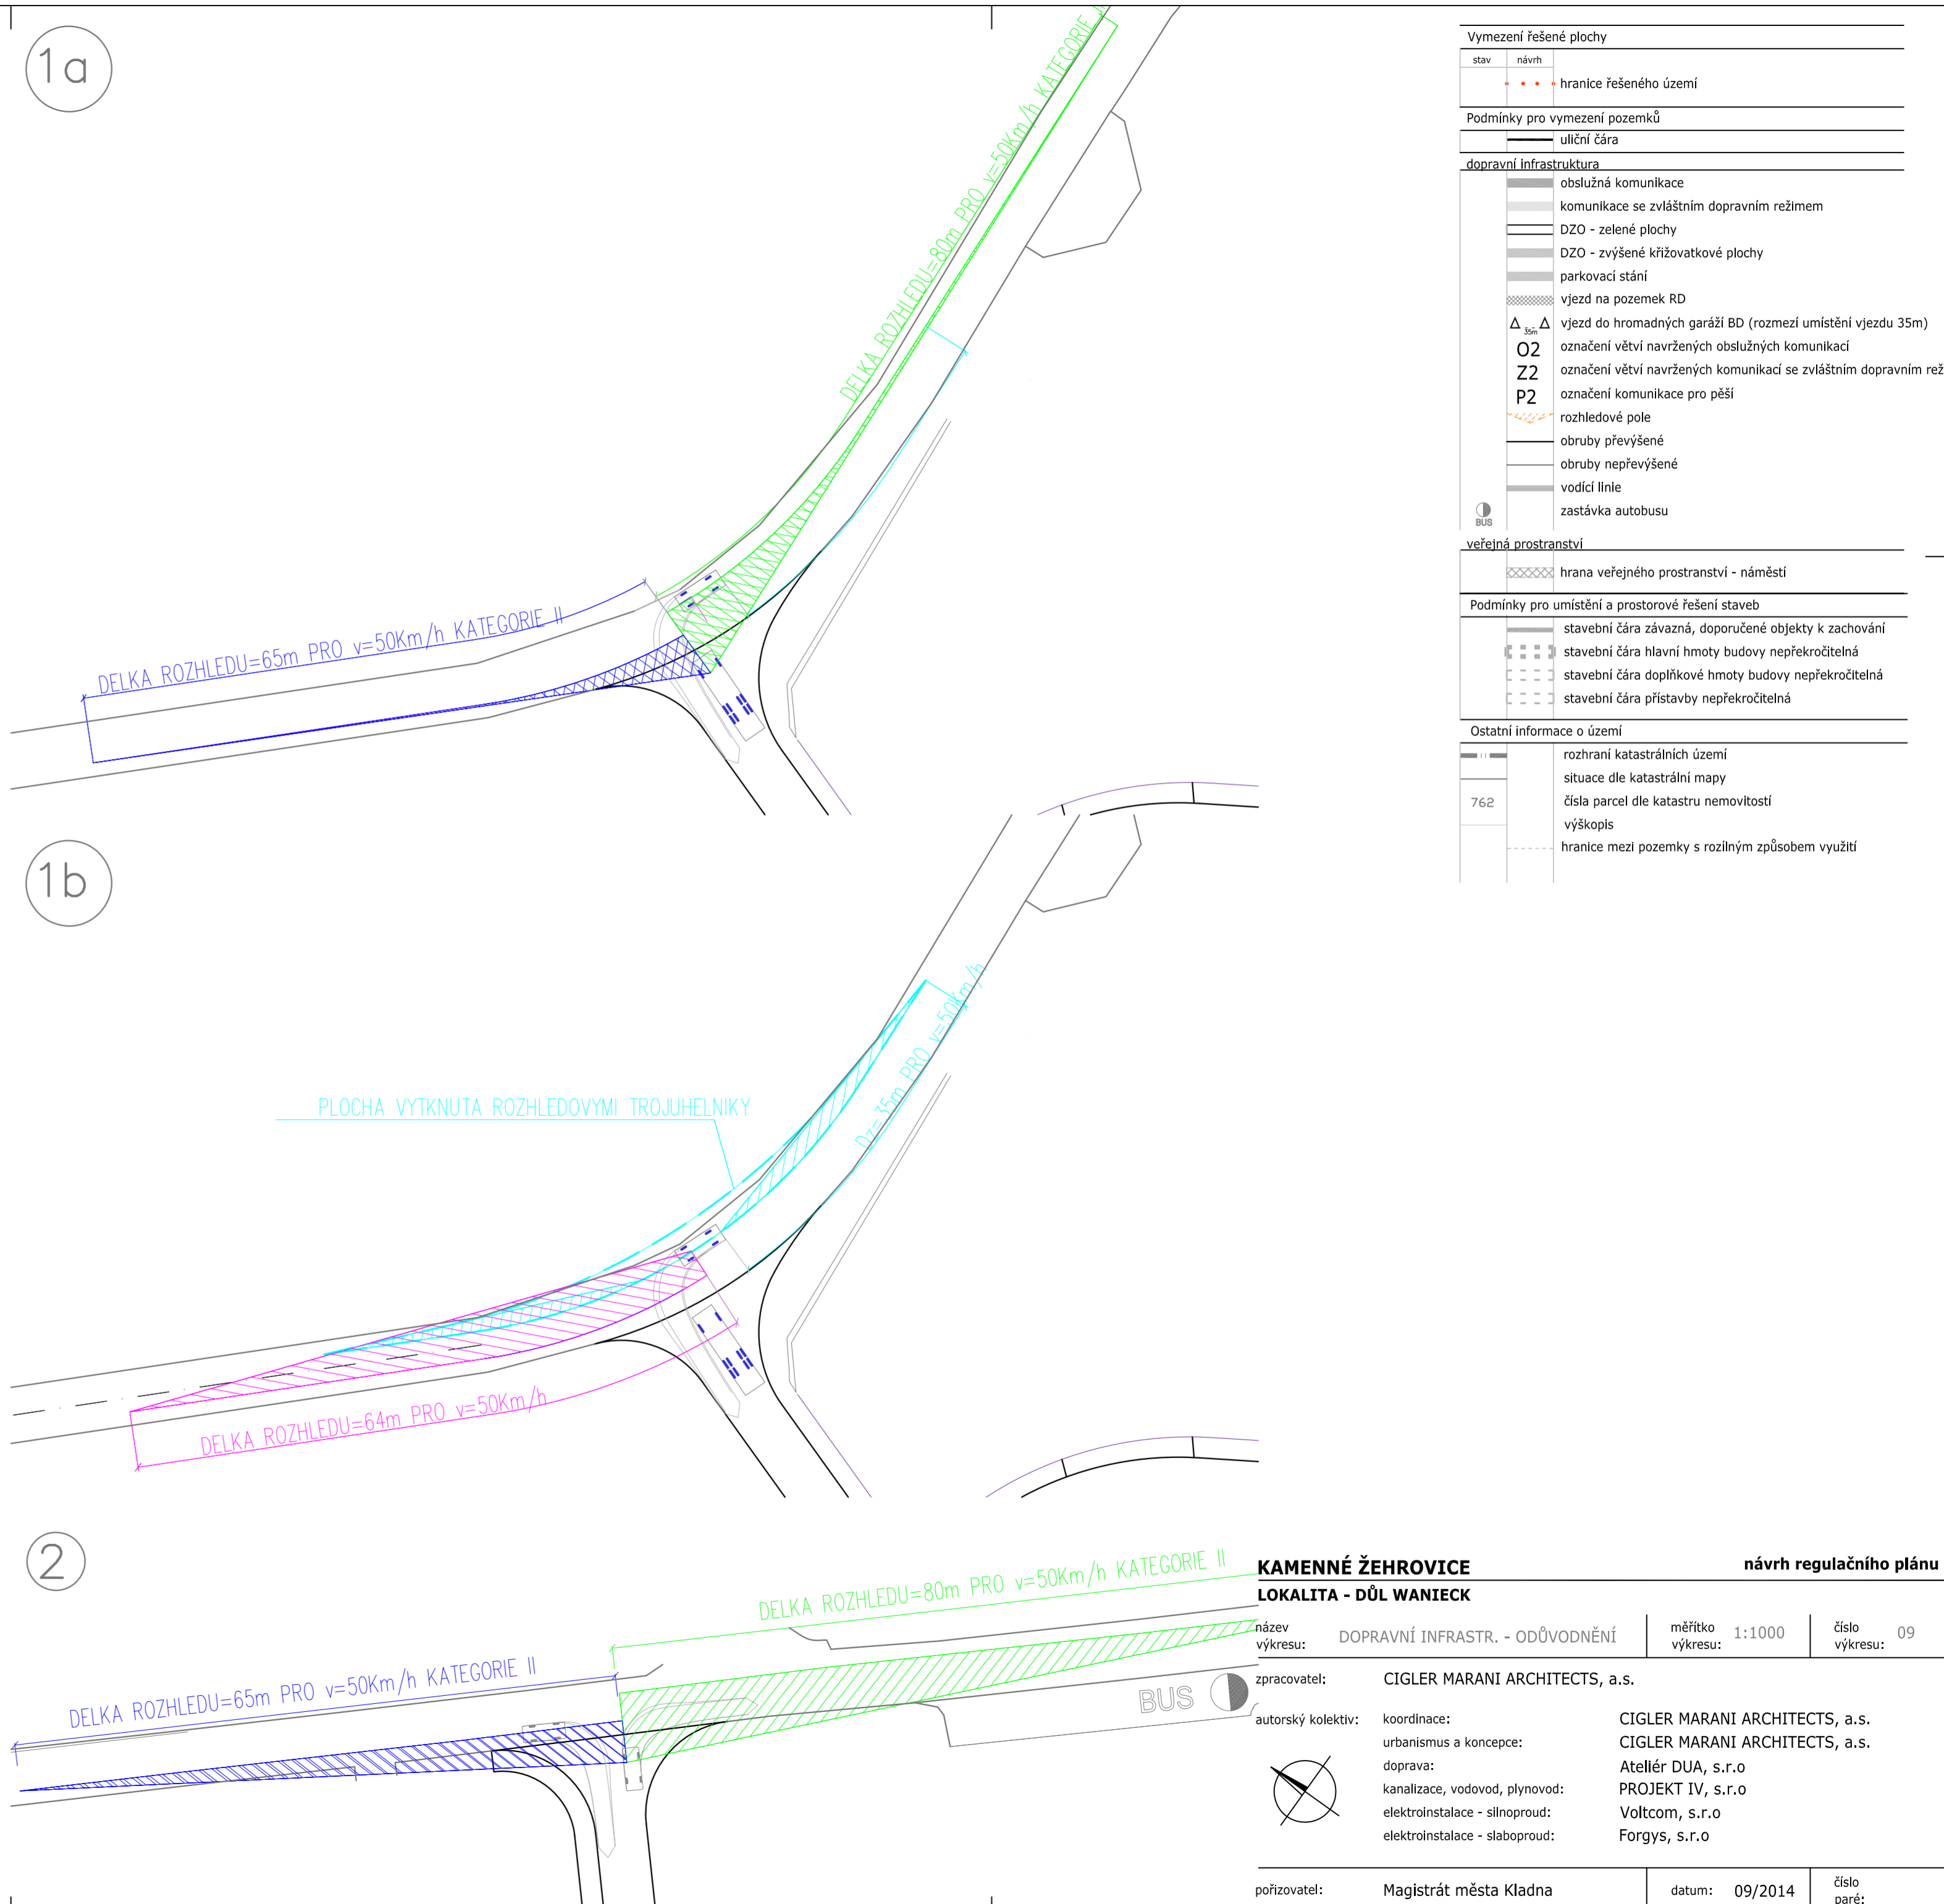 1a
DELKA ROZHLEDU=80m PRO v=50Km/h KATEGORIE
DELKA ROZHLEDU=65m PRO v=50Km/h KATEGORIE II
1b
PLOCHA VYTKNUTA ROZHLEDOVYMI TROJUHELNIKY
Dz=35m PRO v=50Km/h
DELKA ROZHLEDU=64m PRO v=50Km/h
2
DELKA ROZHLEDU=80m PRO v=50Km/h KATEGORIE II
DELKA ROZHLEDU=65m PRO v=50Km/h KATEGORIE II
BUS
Vymezení řešené plochy
stav návrh
hranice řešeného území
Podmínky pro vymezení pozemků
uliční čára
dopravní infrastruktura
obslužná komunikace
komunikace se zvláštním dopravním režimem
DZO - zelené plochy
DZO - zvýšené křižovatkové plochy
parkovací stání
vjezd na pozemek RD
35m vjezd do hromadných garáží BD (rozmezí umístění vjezdu 35m)
O2 označení větví navržených obslužných komunikací
Z2 označení větví navržených komunikací se zvláštním dopravním rež
P2 označení komunikace pro pěší
rozhledové pole
obruby převýšené
obruby nepřevýšené
vodící linie
BUS zastávka autobusu
veřejná prostranství
hrana veřejného prostranství - náměstí
Podmínky pro umístění a prostorové řešení staveb
stavební čára závazná, doporučené objekty k zachování
stavební čára hlavní hmoty budovy nepřekročitelná
stavební čára doplňkové hmoty budovy nepřekročitelná
stavební čára přístavby nepřekročitelná
Ostatní informace o území
rozhraní katastrálních území
situace dle katastrální mapy
762 čísla parcel dle katastru nemovitostí
výškopis
hranice mezi pozemky s rozílným způsobem využití
KAMENNÉ ŽEHROVICE návrh regulačního plánu
LOKALITA - DŮL WANIECK
název výkresu: DOPRAVNÍ INFRASTR. - ODŮVODNĚNÍ měřítko výkresu: 1:1000 číslo výkresu: 09
zpracovatel: CIGLER MARANI ARCHITECTS, a.s.
autorský kolektiv: koordinace: CIGLER MARANI ARCHITECTS, a.s.
urbanismus a koncepce: CIGLER MARANI ARCHITECTS, a.s.
doprava: Ateliér DUA, s.r.o
kanalizace, vodovod, plynovod: PROJEKT IV, s.r.o
elektroinstalace - silnoproud: Voltcom, s.r.o
elektroinstalace - slaboproud: Forgys, s.r.o
pořizovatel: Magistrát města Kladna datum: 09/2014 číslo paré: